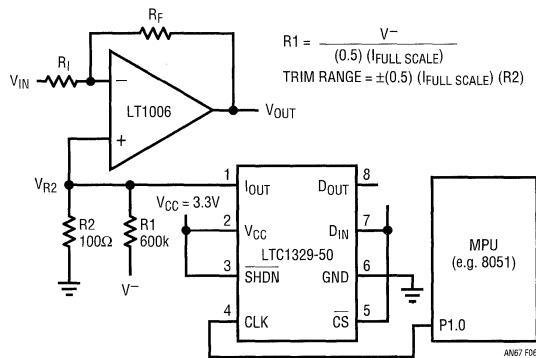 RF
R1 = V–
(0.5) (IFULL SCALE)
TRIM RANGE = ±(0.5) (IFULL SCALE) (R2)
VIN
RI
–
LT1006
+
VOUT
VR2
R2
100Ω
R1
600k
V–
VCC = 3.3V
1
IOUT
DOUT
8
2
VCC
DIN
7
LTC1329-50
3
SHDN
GND
6
4
CLK
CS
5
MPU
(e.g. 8051)
P1.0
AN67 F06